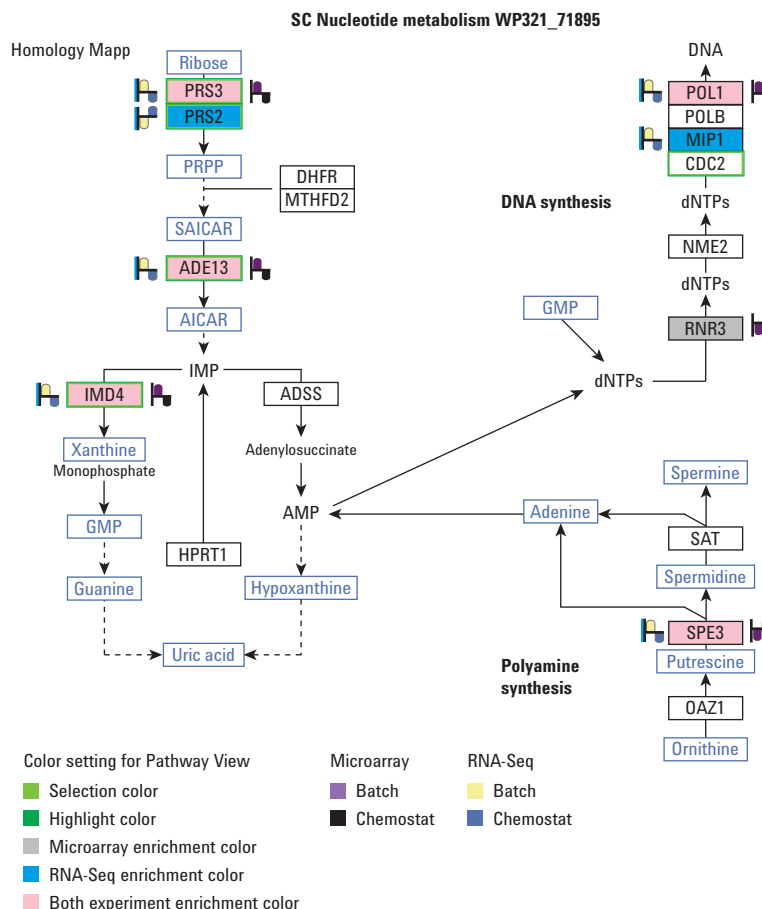 SC Nucleotide metabolism WP321_71895
Homology Mapp
Ribose
PRS3
PRS2
PRPP
DHFR
MTHFD2
SAICAR
ADE13
AICAR
IMP
IMD4
ADSS
Xanthine
Monophosphate
Adenylosuccinate
GMP
AMP
HPRT1
Guanine
Hypoxanthine
Uric acid
DNA
POL1
POLB
MIP1
CDC2
DNA synthesis
dNTPs
NME2
dNTPs
GMP
RNR3
dNTPs
Spermine
Adenine
SAT
Spermidine
SPE3
Polyamine
synthesis
Putrescine
OAZ1
Ornithine
Color setting for Pathway View
Selection color
Highlight color
Microarray enrichment color
RNA-Seq enrichment color
Both experiment enrichment color
Microarray
Batch
Chemostat
RNA-Seq
Batch
Chemostat